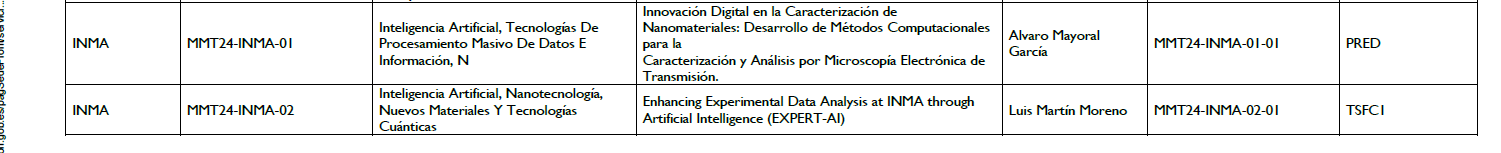 INMA
MMT24-INMA-01
Inteligencia Artificial, Tecnologías De
Procesamiento Masivo De Datos E
Información, N
Innovación Digital en la Caracterización de
Nanomateriales: Desarrollo de Métodos Computacionales
para la
Caracterización y Análisis por Microscopía Electrónica de
Transmisión.
Alvaro Mayoral
García
MMT24-INMA-01-01
PRED
INMA
MMT24-INMA-02
Inteligencia Artificial, Nanotecnología,
Nuevos Materiales Y Tecnologías
Cuánticas
Enhancing Experimental Data Analysis at INMA through
Artificial Intelligence (EXPERT-AI)
Luis Martín Moreno
MMT24-INMA-02-01
TSFC1